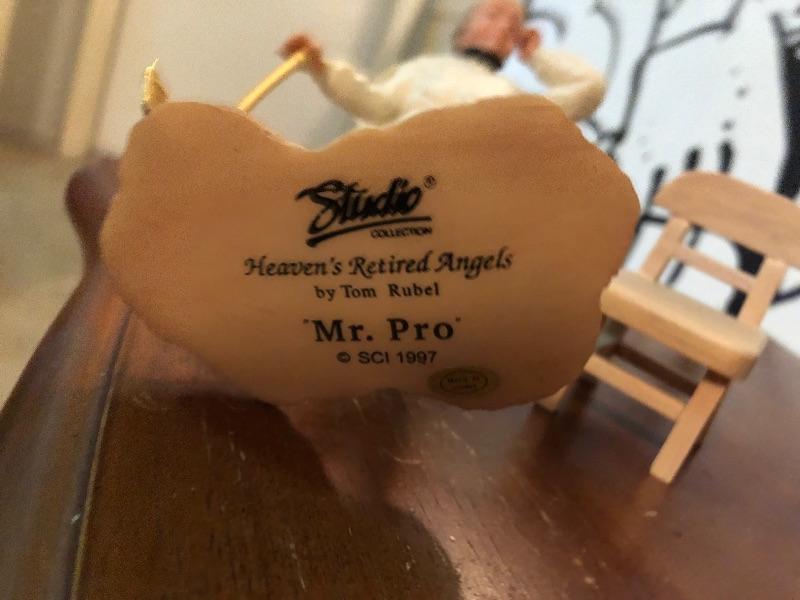 Studio®
COLLECTION
Heaven's Retired Angels
by Tom Rubel
"Mr. Pro"
© SCI 1997